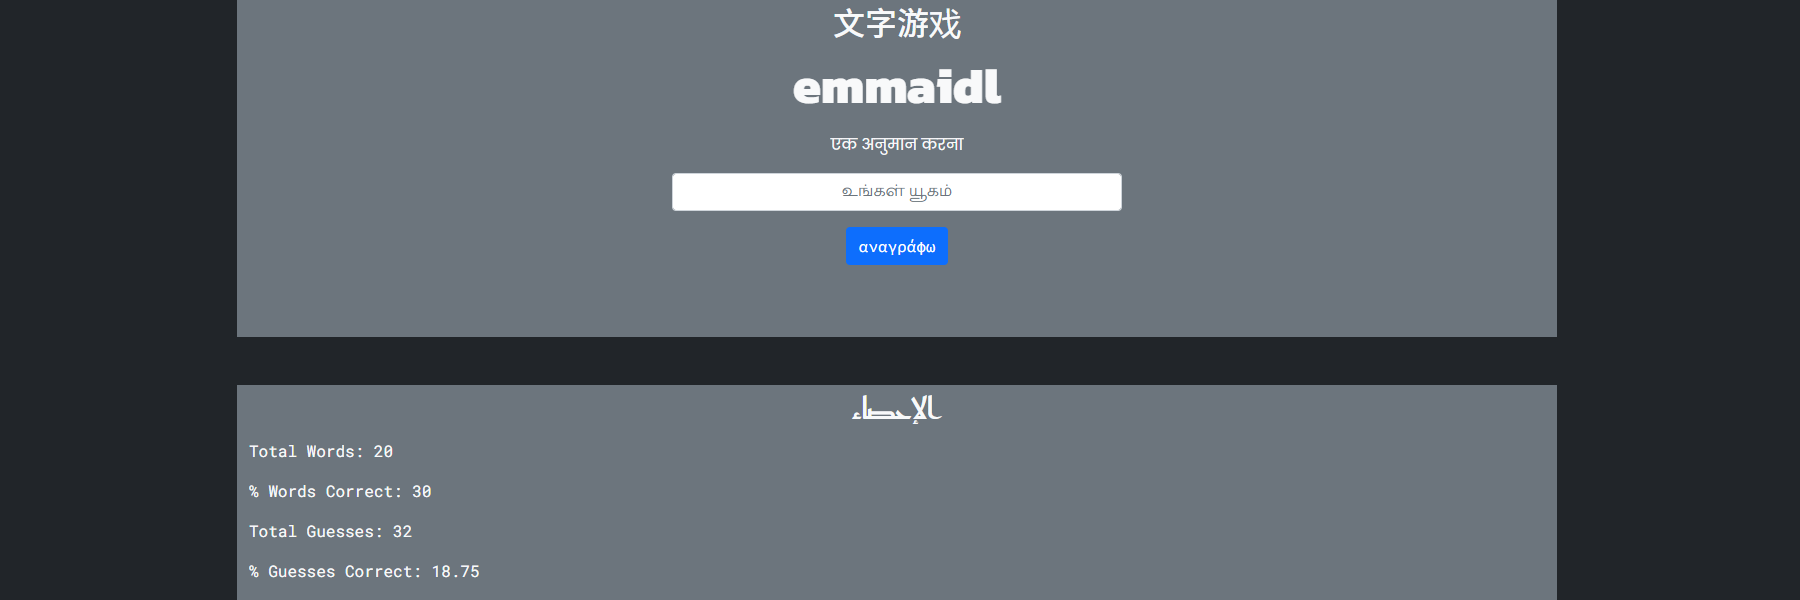 文字游戏
emmaidl
एक अनुमान करना
உங்கள் யூகம்
αναγράφω
الإحصاء
Total Words: 20
% Words Correct: 30
Total Guesses: 32
% Guesses Correct: 18.75